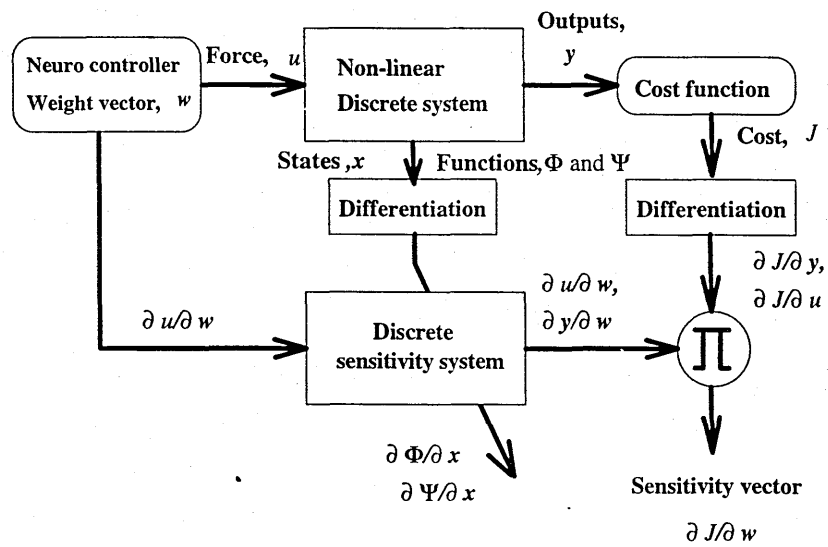 Neuro controller
Weight vector, w
Force, u
Non-linear
Discrete system
Outputs,
y
Cost function
Cost, J
States ,x
Functions,Φ and Ψ
Differentiation
Differentiation
∂ J/∂ y,
∂ J/∂ u
∂ u/∂ w
Discrete
sensitivity system
∂ u/∂ w,
∂ y/∂ w
∏
∂ Φ/∂ x
∂ Ψ/∂ x
Sensitivity vector
∂ J/∂ w